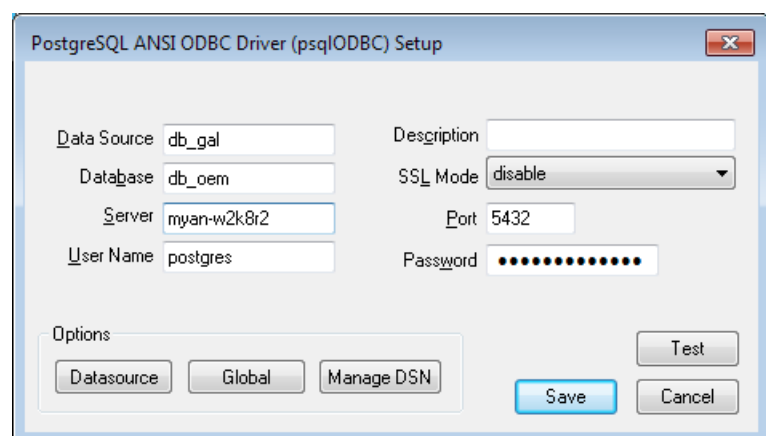 PostgreSQL ANSI ODBC Driver (psqlODBC) Setup
Data Source db_gal Description
Database db_oem SSL Mode disable
Server myan-w2k8r2 Port 5432
User Name postgres Password ●●●●●●●●●●●●●
Options
Datasource Global Manage DSN Test
Save Cancel